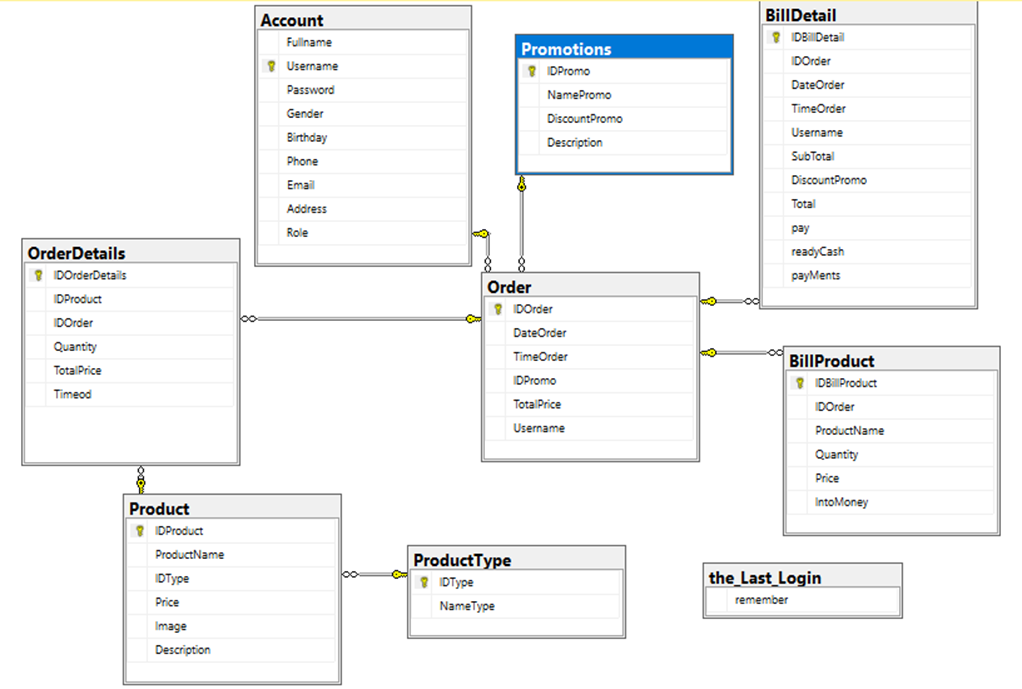 Account
Fullname
Username
Password
Gender
Birthday
Phone
Email
Address
Role
Promotions
IDPromo
NamePromo
DiscountPromo
Description
BillDetail
IDBillDetail
IDOrder
DateOrder
TimeOrder
Username
SubTotal
DiscountPromo
Total
pay
readyCash
payMents
OrderDetails
IDOrderDetails
IDProduct
IDOrder
Quantity
TotalPrice
Timeod
Order
IDOrder
DateOrder
TimeOrder
IDPromo
TotalPrice
Username
BillProduct
IDBillProduct
IDOrder
ProductName
Quantity
Price
IntoMoney
Product
IDProduct
ProductName
IDType
Price
Image
Description
ProductType
IDType
NameType
the_Last_Login
remember